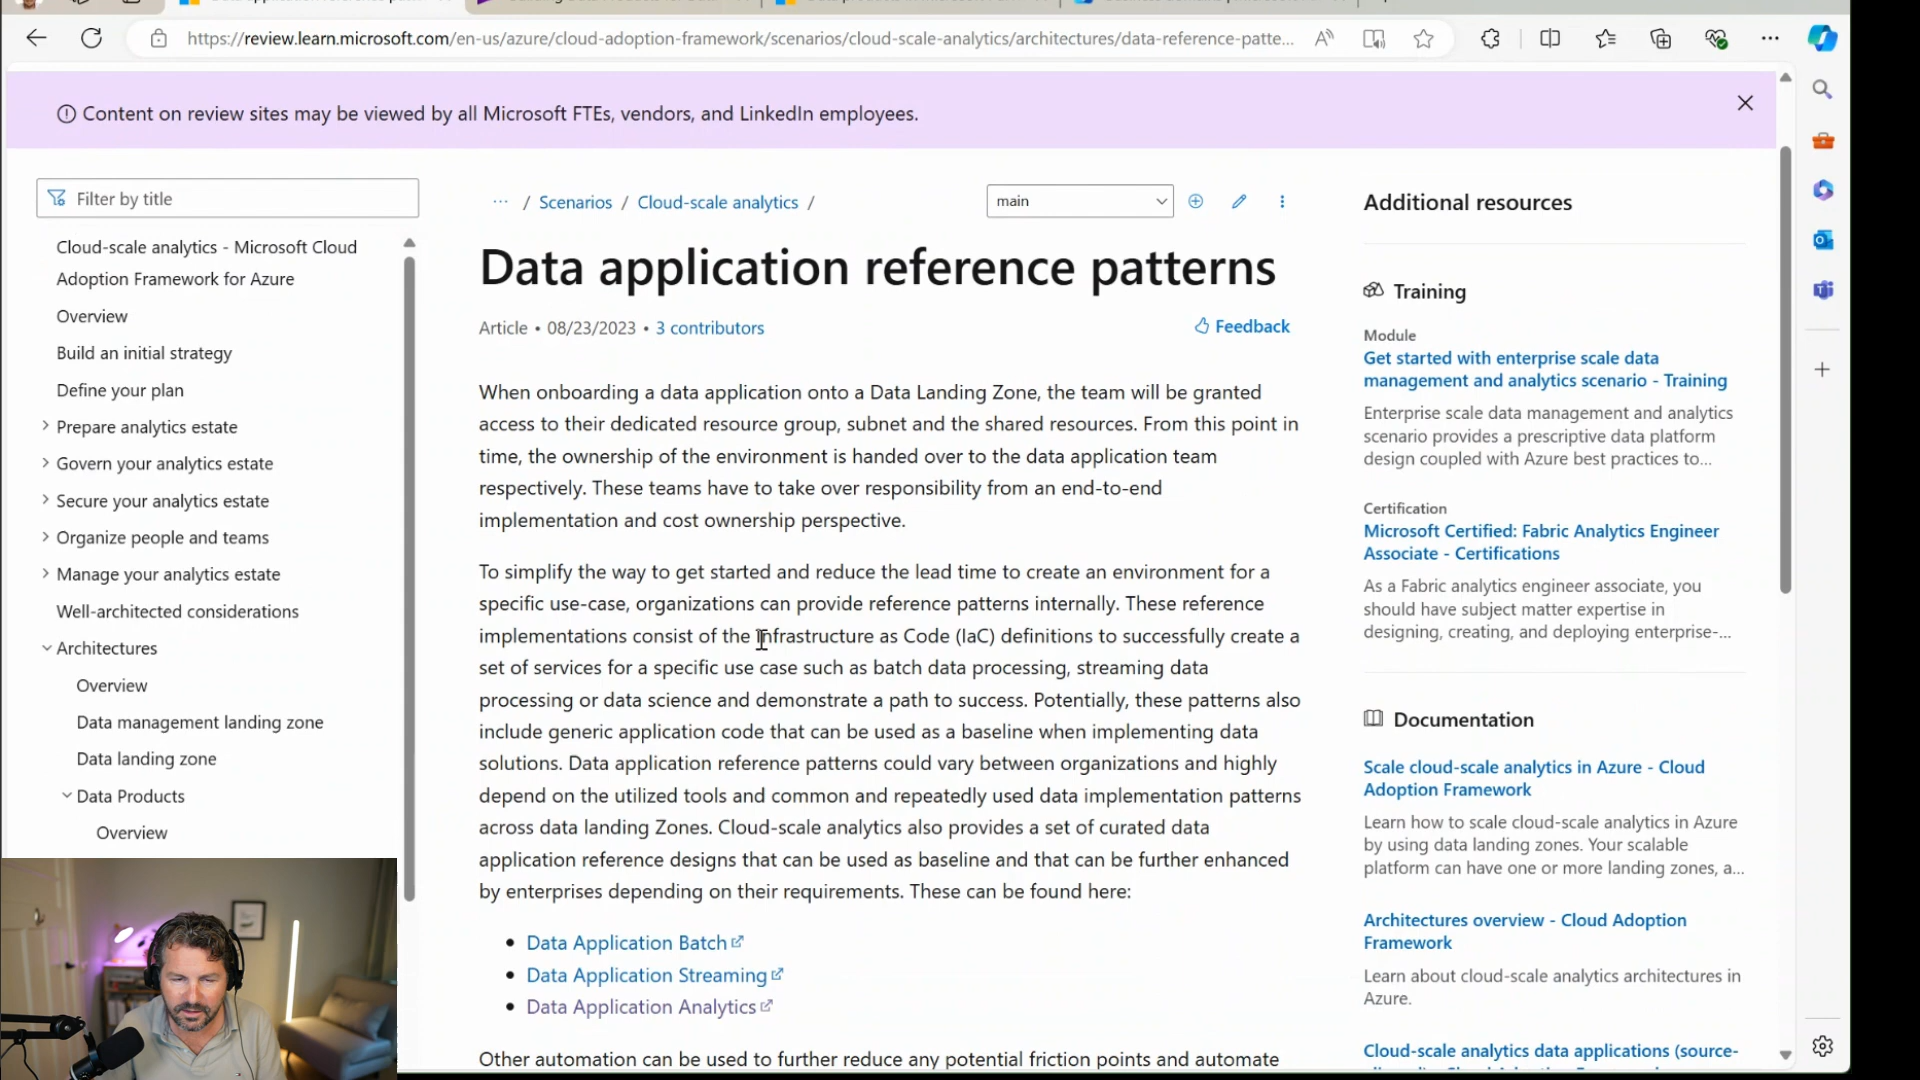 https://review.learn.microsoft.com/en-us/azure/cloud-adoption-framework/scenarios/cloud-scale-analytics/architectures/data-reference-patte...
Content on review sites may be viewed by all Microsoft FTEs, vendors, and LinkedIn employees.
Filter by title
Cloud-scale analytics - Microsoft Cloud
Adoption Framework for Azure
Overview
Build an initial strategy
Define your plan
Prepare analytics estate
Govern your analytics estate
Secure your analytics estate
Organize people and teams
Manage your analytics estate
Well-architected considerations
Architectures
Overview
Data management landing zone
Data landing zone
Data Products
Overview
... / Scenarios / Cloud-scale analytics /
main
Data application reference patterns
Article • 08/23/2023 • 3 contributors
Feedback
When onboarding a data application onto a Data Landing Zone, the team will be granted
access to their dedicated resource group, subnet and the shared resources. From this point in
time, the ownership of the environment is handed over to the data application team
respectively. These teams have to take over responsibility from an end-to-end
implementation and cost ownership perspective.
To simplify the way to get started and reduce the lead time to create an environment for a
specific use-case, organizations can provide reference patterns internally. These reference
implementations consist of the Infrastructure as Code (IaC) definitions to successfully create a
set of services for a specific use case such as batch data processing, streaming data
processing or data science and demonstrate a path to success. Potentially, these patterns also
include generic application code that can be used as a baseline when implementing data
solutions. Data application reference patterns could vary between organizations and highly
depend on the utilized tools and common and repeatedly used data implementation patterns
across data landing Zones. Cloud-scale analytics also provides a set of curated data
application reference designs that can be used as baseline and that can be further enhanced
by enterprises depending on their requirements. These can be found here:
• Data Application Batch
• Data Application Streaming
• Data Application Analytics
Other automation can be used to further reduce any potential friction points and automate
Additional resources
Training
Module
Get started with enterprise scale data
management and analytics scenario - Training
Enterprise scale data management and analytics
scenario provides a prescriptive data platform
design coupled with Azure best practices to...
Certification
Microsoft Certified: Fabric Analytics Engineer
Associate - Certifications
As a Fabric analytics engineer associate, you
should have subject matter expertise in
designing, creating, and deploying enterprise-...
Documentation
Scale cloud-scale analytics in Azure - Cloud
Adoption Framework
Learn how to scale cloud-scale analytics in Azure
by using data landing zones. Your scalable
platform can have one or more landing zones, a...
Architectures overview - Cloud Adoption
Framework
Learn about cloud-scale analytics architectures in
Azure.
Cloud-scale analytics data applications (source-